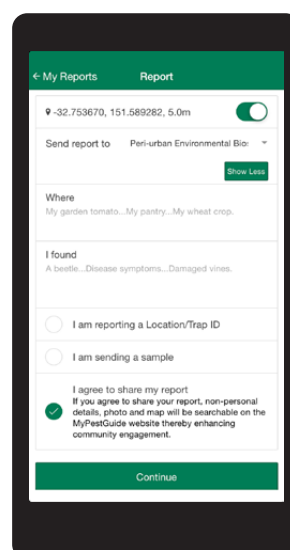 ← My Reports Report
-32.753670, 151.589282, 5.0m
Send report to Peri-urban Environmental Bio
Show Less
Where
My garden tomato...My pantry...My wheat crop.
I found
A beetle...Disease symptoms...Damaged vines.
I am reporting a Location/Trap ID
I am sending a sample
I agree to share my report
If you agree to share your report, non-personal
details, photo and map will be searchable on the
MyPestGuide website thereby enhancing
community engagement.
Continue